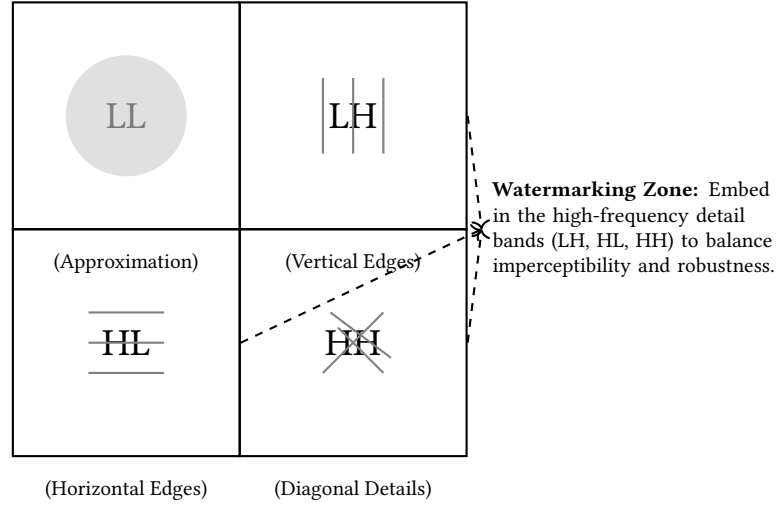 LL
LH
Watermarking Zone: Embed
in the high-frequency detail
bands (LH, HL, HH) to balance
imperceptibility and robustness.
(Approximation)
(Vertical Edges)
HL
HH
(Horizontal Edges)
(Diagonal Details)